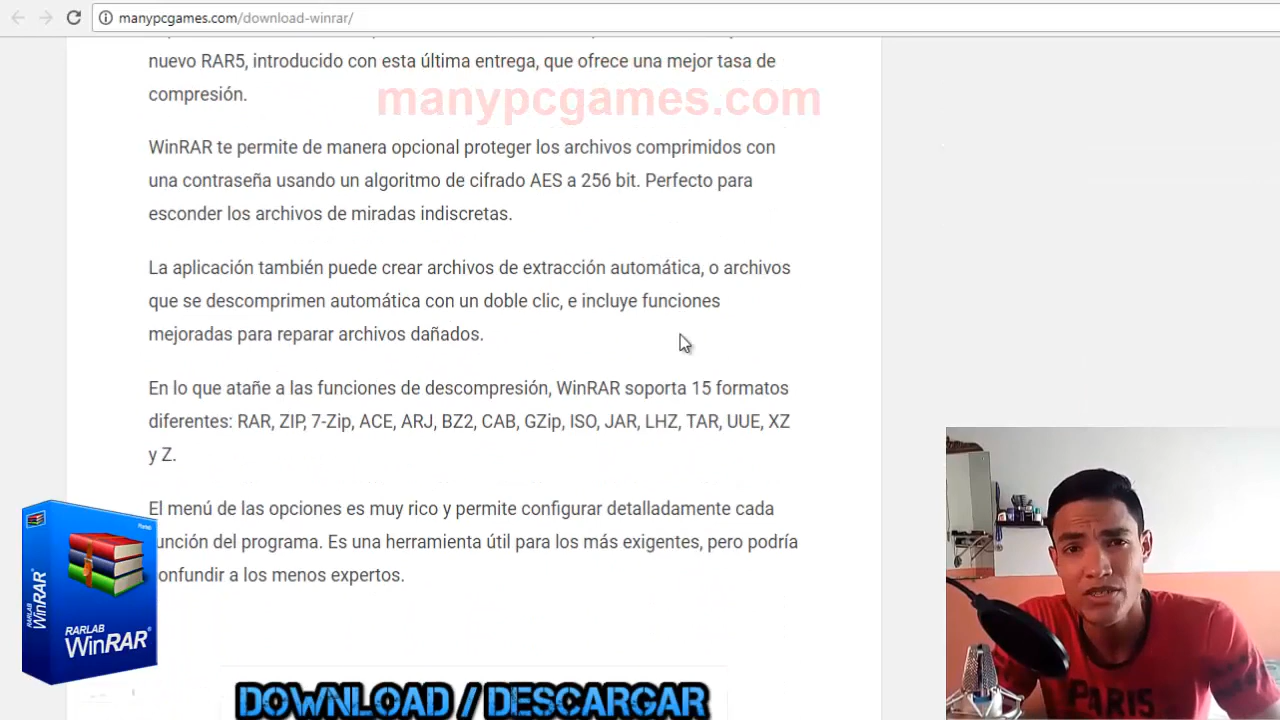 manypcgames.com/download-winrar/
nuevo RAR5, introducido con esta última entrega, que ofrece una mejor tasa de
compresión.
manypcgames.com
WinRAR te permite de manera opcional proteger los archivos comprimidos con
una contraseña usando un algoritmo de cifrado AES a 256 bit. Perfecto para
esconder los archivos de miradas indiscretas.
La aplicación también puede crear archivos de extracción automática, o archivos
que se descomprimen automática con un doble clic, e incluye funciones
mejoradas para reparar archivos dañados.
En lo que atañe a las funciones de descompresión, WinRAR soporta 15 formatos
diferentes: RAR, ZIP, 7-Zip, ACE, ARJ, BZ2, CAB, GZip, ISO, JAR, LHZ, TAR, UUE, XZ
y Z.
El menú de las opciones es muy rico y permite configurar detalladamente cada
unción del programa. Es una herramienta útil para los más exigentes, pero podría
onfundir a los menos expertos.
RARLAB
WinRAR
RARLAB
WinRAR®
DOWNLOAD / DESCARGAR
PARIS